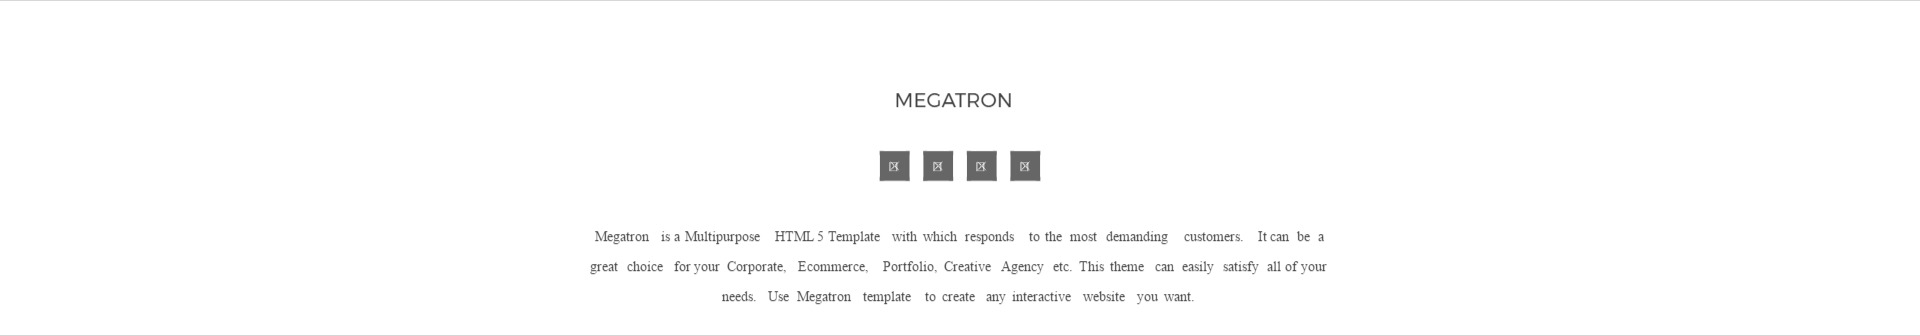 MEGATRON
Megatron is a Multipurpose HTML 5 Template with which responds to the most demanding customers. It can be a
great choice for your Corporate, Ecommerce, Portfolio, Creative Agency etc. This theme can easily satisfy all of your
needs. Use Megatron template to create any interactive website you want.